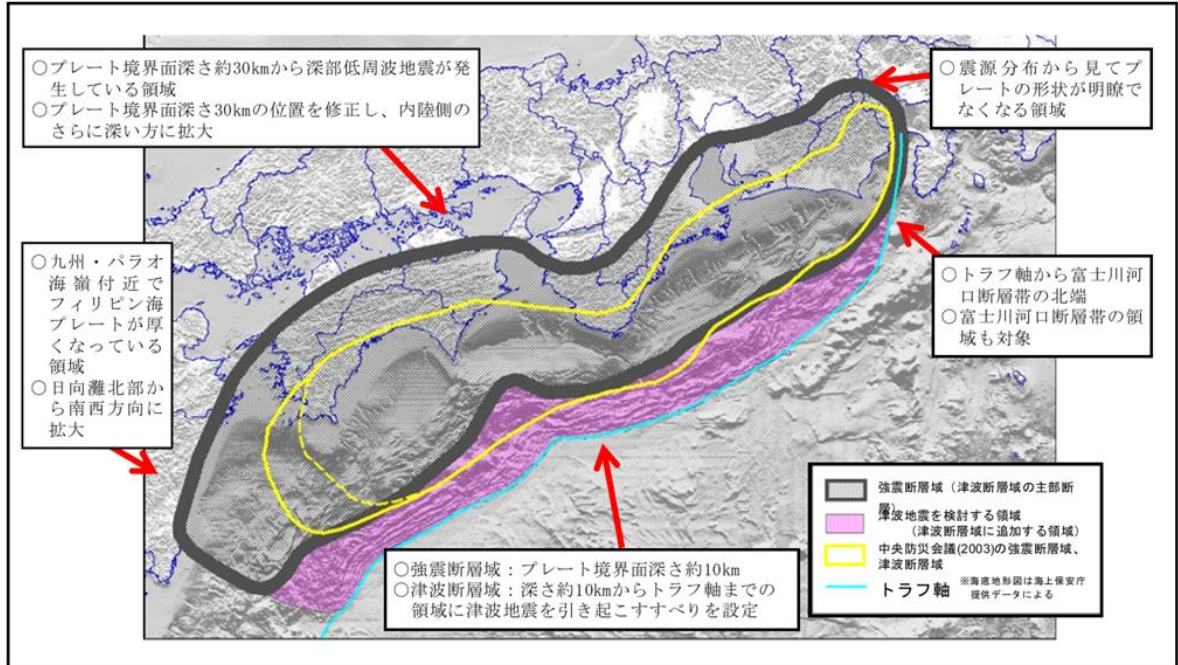 ○プレート境界面深さ約30kmから深部低周波地震が発
生している領域
○プレート境界面深さ30kmの位置を修正し、内陸側の
さらに深い方に拡大
○震源分布から見てプ
レートの形状が明瞭で
なくなる領域
○九州・パラオ
海嶺付近で
フィリピン海
プレートが厚
くなっている
領域
○日向灘北部か
ら南西方向に
拡大
○トラフ軸から富士川河
口断層帯の北端
○富士川河口断層帯の領
域も対象
○強震断層域：プレート境界面深さ約10km
○津波断層域：深さ約10kmからトラフ軸までの
領域に津波地震を引き起こすすべりを設定
強震断層域（津波断層域の主部断
層）
津波地震を検討する領域
（津波断層域に追加する領域）
中央防災会議(2003)の強震断層域、
津波断層域
トラフ軸
※海底地形図は海上保安庁
提供データによる